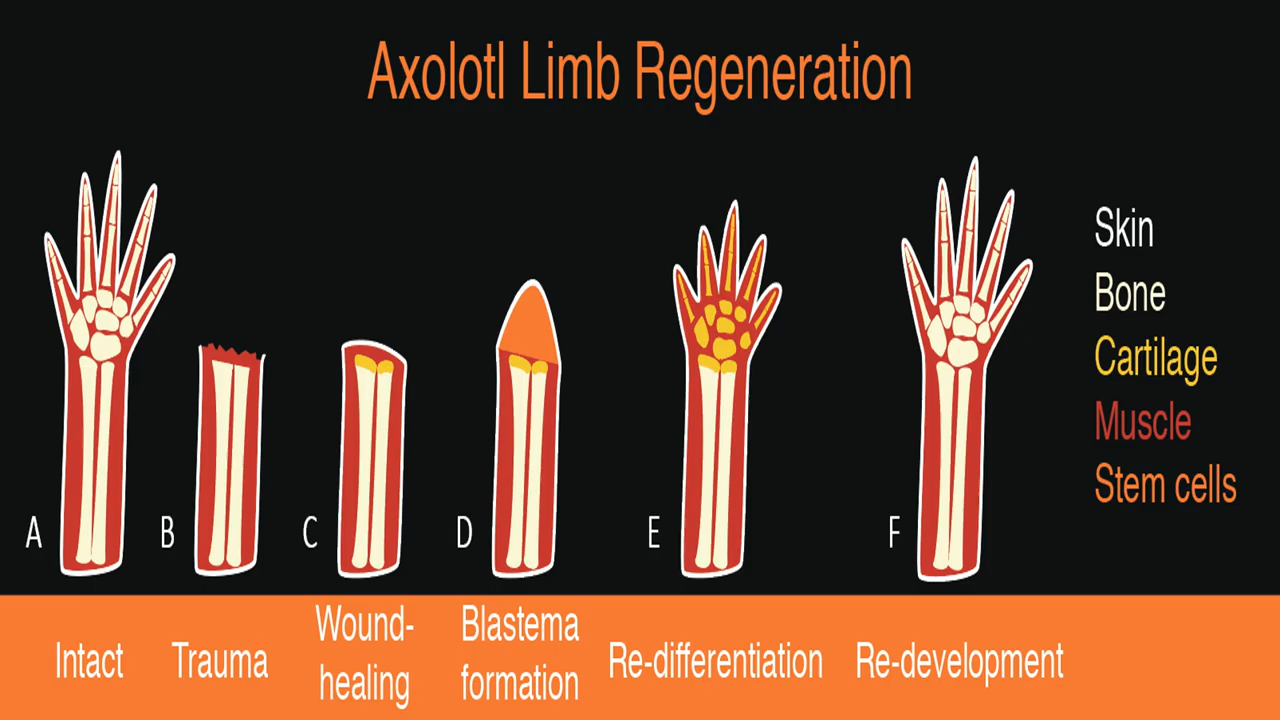 Axolotl Limb Regeneration
Skin
Bone
Cartilage
Muscle
Stem cells
A
B
C
D
E
F
Intact
Trauma
Wound-
healing
Blastema
formation
Re-differentiation
Re-development